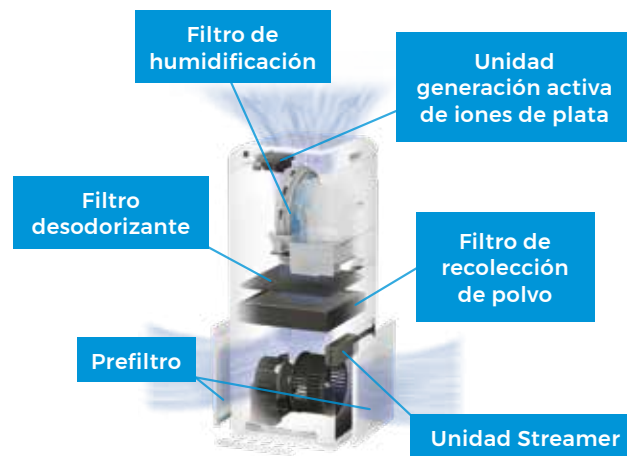 Filtro de
humidificación
Unidad
generación activa
de iones de plata
Filtro
desodorizante
Filtro de
recolección
de polvo
Prefiltro
Unidad Streamer